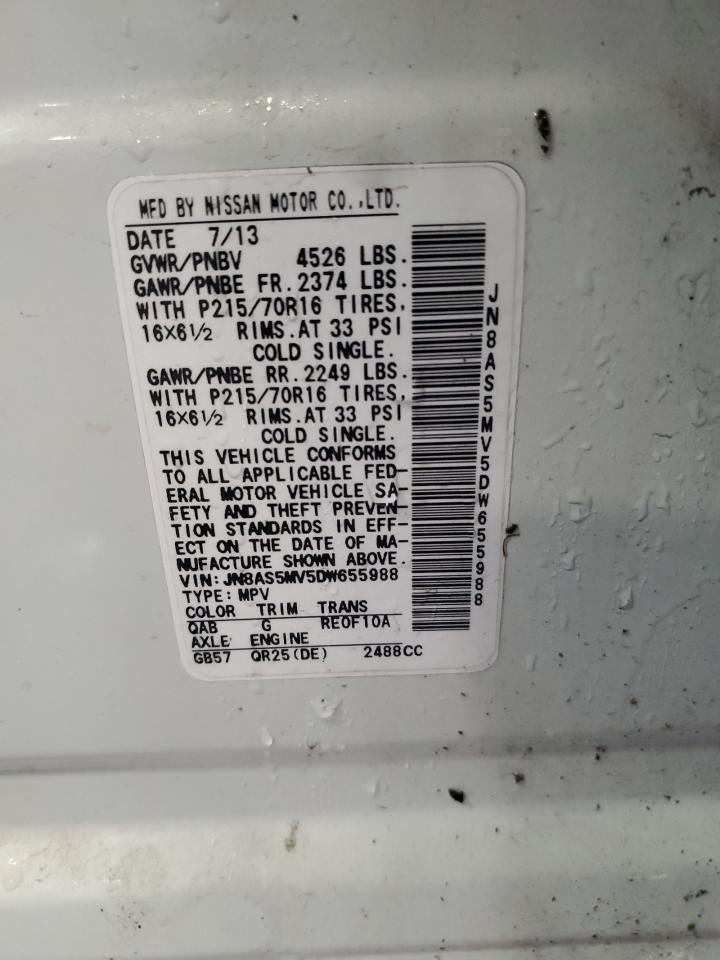 MFD BY NISSAN MOTOR CO.,LTD.
DATE 7/13
GVWR/PNBV 4526 LBS.
GAWR/PNBE FR.2374 LBS.
WITH P215/70R16 TIRES,
16X6½ RIMS.AT 33 PSI
COLD SINGLE.
GAWR/PNBE RR.2249 LBS.
WITH P215/70R16 TIRES,
16X6½ RIMS.AT 33 PSI
COLD SINGLE.
THIS VEHICLE CONFORMS
TO ALL APPLICABLE FED-
ERAL MOTOR VEHICLE SA-
FETY AND THEFT PREVEN-
TION STANDARDS IN EFF-
ECT ON THE DATE OF MA-
NUFACTURE SHOWN ABOVE.
VIN:JN8AS5MV5DW655988
TYPE:MPV
COLOR TRIM TRANS
QAB G RE0F10A
AXLE ENGINE
GB57 QR25(DE) 2488CC
JN8AS5MV5DW655988